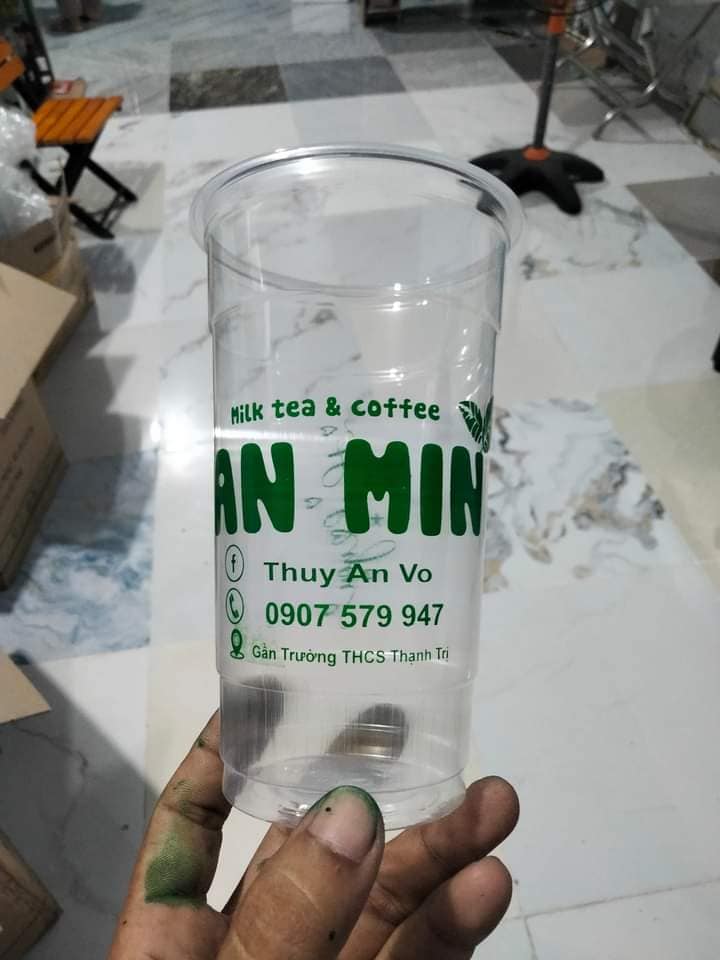 Milk tea & coffee
AN MIN
Thuy An Vo
0907 579 947
Gần Trường THCS Thạnh Trị